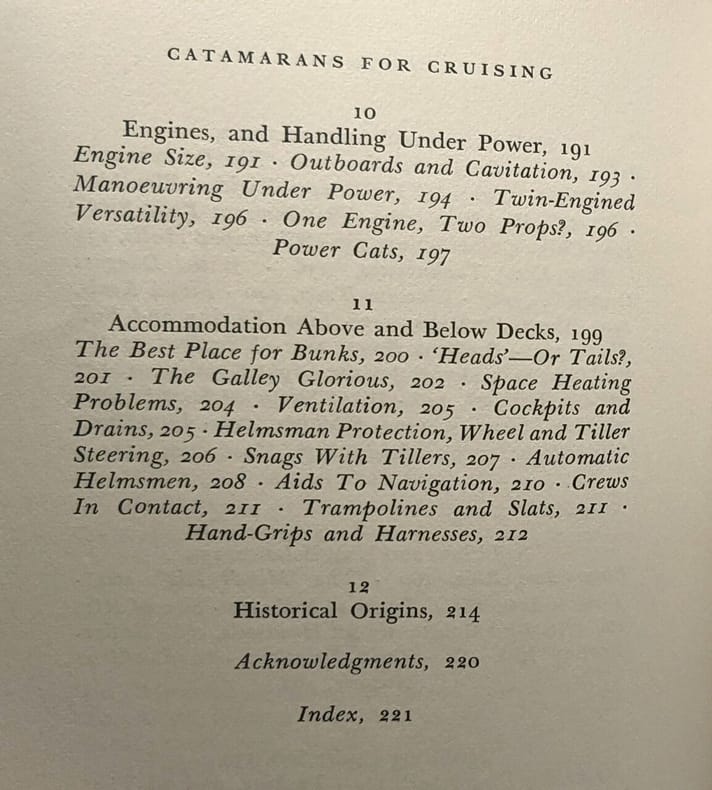 CATAMARANS FOR CRUISING
10
Engines, and Handling Under Power, 191
Engine Size, 191 · Outboards and Cavitation, 193 ·
Manoeuvring Under Power, 194 · Twin-Engined
Versatility, 196 · One Engine, Two Props?, 196 ·
Power Cats, 197
11
Accommodation Above and Below Decks, 199
The Best Place for Bunks, 200 · ‘Heads’—Or Tails?,
201 · The Galley Glorious, 202 · Space Heating
Problems, 204 · Ventilation, 205 · Cockpits and
Drains, 205 · Helmsman Protection, Wheel and Tiller
Steering, 206 · Snags With Tillers, 207 · Automatic
Helmsmen, 208 · Aids To Navigation, 210 · Crews
In Contact, 211 · Trampolines and Slats, 211 ·
Hand-Grips and Harnesses, 212
12
Historical Origins, 214
Acknowledgments, 220
Index, 221